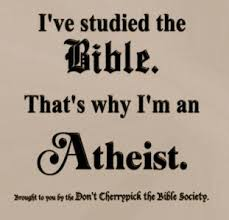 I've studied the
Bible.
That's why I'm an
Atheist.
Brought to you by the Don't Cherrypick the Bible Society.